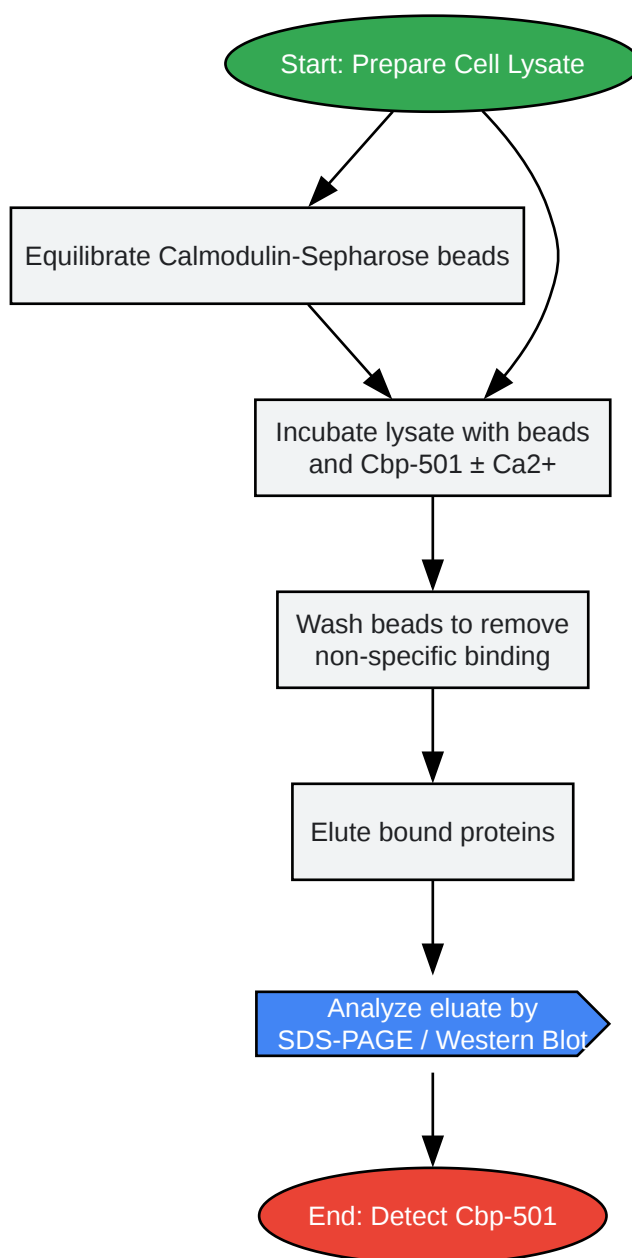 Start: Prepare Cell Lysate
Equilibrate Calmodulin-Sepharose beads
Incubate lysate with beads
and Cbp-501 ± Ca2+
Wash beads to remove
non-specific binding
Elute bound proteins
Analyze eluate by
SDS-PAGE / Western Blot
End: Detect Cbp-501